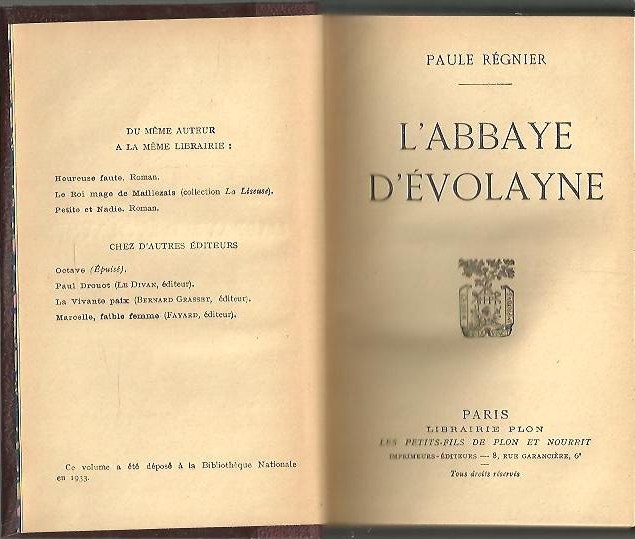 DU MÊME AUTEUR
A LA MÊME LIBRAIRIE :
Heureuse faute. Roman.
Le Roi mage de Maillezais (collection La Liseuse).
Petite et Nadie. Roman.
CHEZ D'AUTRES ÉDITEURS
Octave (Épuisé).
Paul Drouot (LE DIVAN, éditeur).
La Vivante paix (BERNARD GRASSET, éditeur).
Marcelle, faible femme (FAYARD, éditeur).
Ce volume a été déposé à la Bibliothèque Nationale
en 1933.
PAULE RÉGNIER
L'ABBAYE
D'ÉVOLAYNE
PARIS
LIBRAIRIE PLON
LES PETITS-FILS DE PLON ET NOURRIT
IMPRIMEURS-ÉDITEURS — 8, RUE GARANCIÈRE, 6e
Tous droits réservés